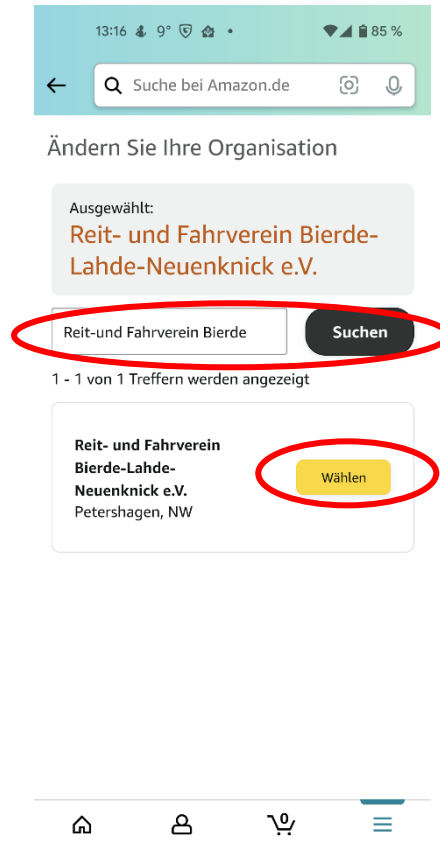 13:16 9° 85 %
Suche bei Amazon.de
Ändern Sie Ihre Organisation
Ausgewählt:
Reit- und Fahrverein Bierde-
Lahde-Neuenknick e.V.
Reit-und Fahrverein Bierde Suchen
1 - 1 von 1 Treffern werden angezeigt
Reit- und Fahrverein
Bierde-Lahde-
Neuenknick e.V.
Petershagen, NW
Wählen
0